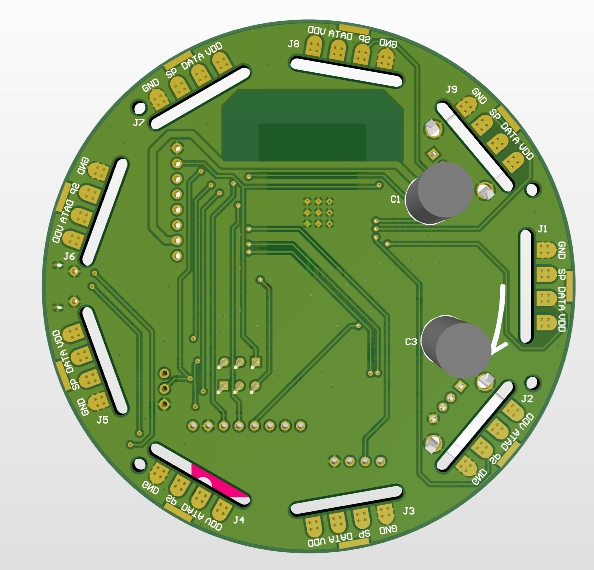 J8
VDD DATA SP GND
GND SP DATA VDD
J7
J9
GND SP DATA VDD
GND SP DATA VDD
J6
C1
J1
GND SP DATA VDD
C3
VDD DATA SP GND
J5
J2
VDD DATA SP GND
GND SP DATA VDD
J4
J3
VDD DATA SP GND